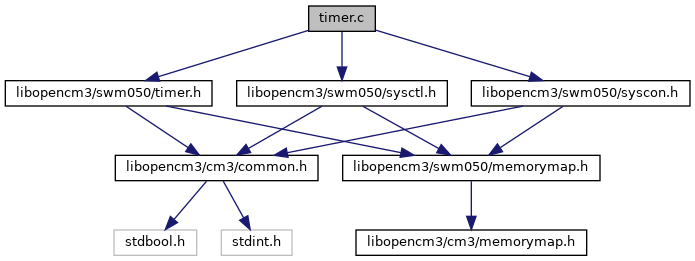 timer.c
libopencm3/swm050/timer.h
libopencm3/swm050/sysctl.h
libopencm3/swm050/syscon.h
libopencm3/cm3/common.h
libopencm3/swm050/memorymap.h
stdbool.h
stdint.h
libopencm3/cm3/memorymap.h